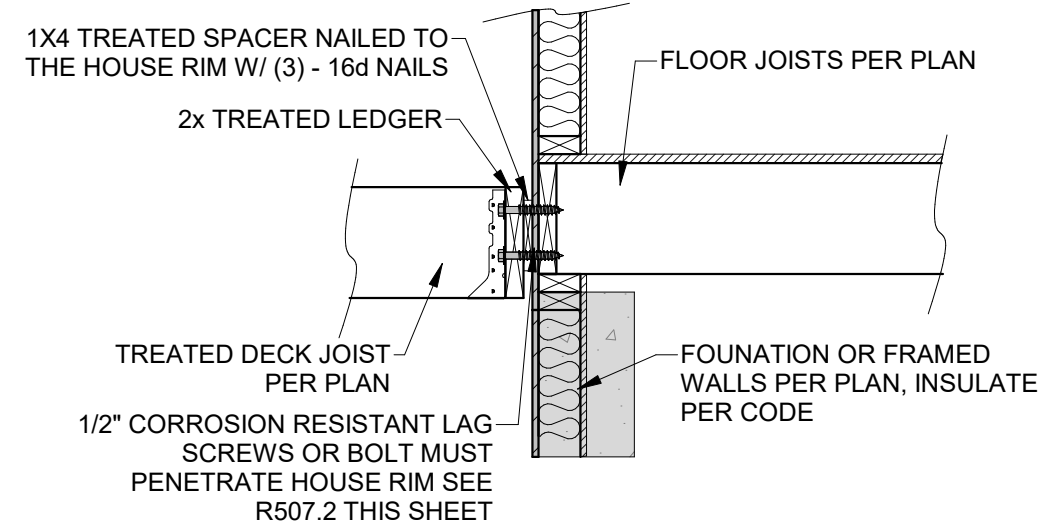 1X4 TREATED SPACER NAILED TO
THE HOUSE RIM W/ (3) - 16d NAILS
2x TREATED LEDGER
FLOOR JOISTS PER PLAN
TREATED DECK JOIST
PER PLAN
1/2" CORROSION RESISTANT LAG
SCREWS OR BOLT MUST
PENETRATE HOUSE RIM SEE
R507.2 THIS SHEET
FOUNATION OR FRAMED
WALLS PER PLAN, INSULATE
PER CODE